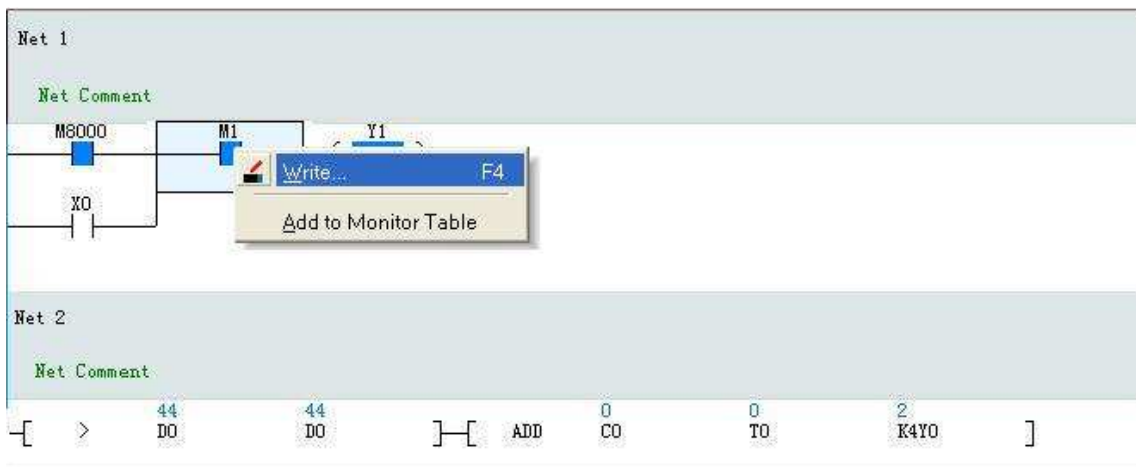 Net 1
Net Comment
M8000 M1 Y1
Write... F4
X0
Add to Monitor Table
Net 2
Net Comment
44 44 0 0 2
> D0 D0 ADD C0 T0 K4Y0